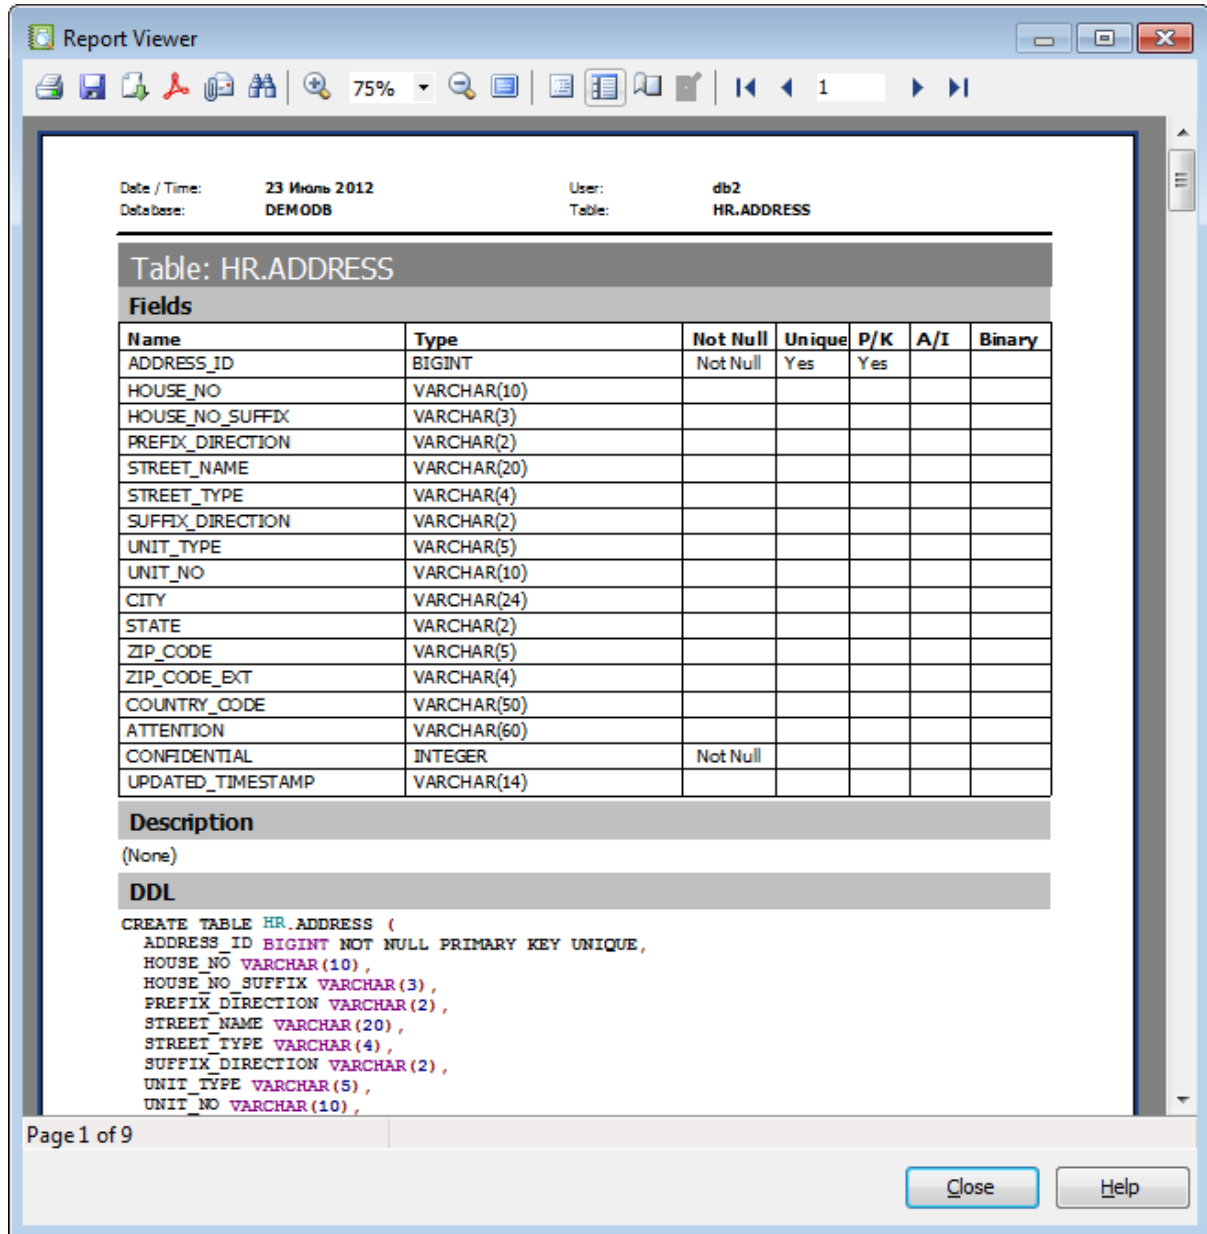 Report Viewer
75% 1
Date / Time: 23 Июль 2012 User: db2
Database: DEMODB Table: HR.ADDRESS
Table: HR.ADDRESS
Fields
Name Type Not Null Unique P/K A/I Binary
ADDRESS_ID BIGINT Not Null Yes Yes
HOUSE_NO VARCHAR(10)
HOUSE_NO_SUFFIX VARCHAR(3)
PREFIX_DIRECTION VARCHAR(2)
STREET_NAME VARCHAR(20)
STREET_TYPE VARCHAR(4)
SUFFIX_DIRECTION VARCHAR(2)
UNIT_TYPE VARCHAR(5)
UNIT_NO VARCHAR(10)
CITY VARCHAR(24)
STATE VARCHAR(2)
ZIP_CODE VARCHAR(5)
ZIP_CODE_EXT VARCHAR(4)
COUNTRY_CODE VARCHAR(50)
ATTENTION VARCHAR(60)
CONFIDENTIAL INTEGER Not Null
UPDATED_TIMESTAMP VARCHAR(14)
Description
(None)
DDL
CREATE TABLE HR.ADDRESS (
ADDRESS_ID BIGINT NOT NULL PRIMARY KEY UNIQUE,
HOUSE_NO VARCHAR(10),
HOUSE_NO_SUFFIX VARCHAR(3),
PREFIX_DIRECTION VARCHAR(2),
STREET_NAME VARCHAR(20),
STREET_TYPE VARCHAR(4),
SUFFIX_DIRECTION VARCHAR(2),
UNIT_TYPE VARCHAR(5),
UNIT_NO VARCHAR(10),
Page 1 of 9
Close Help